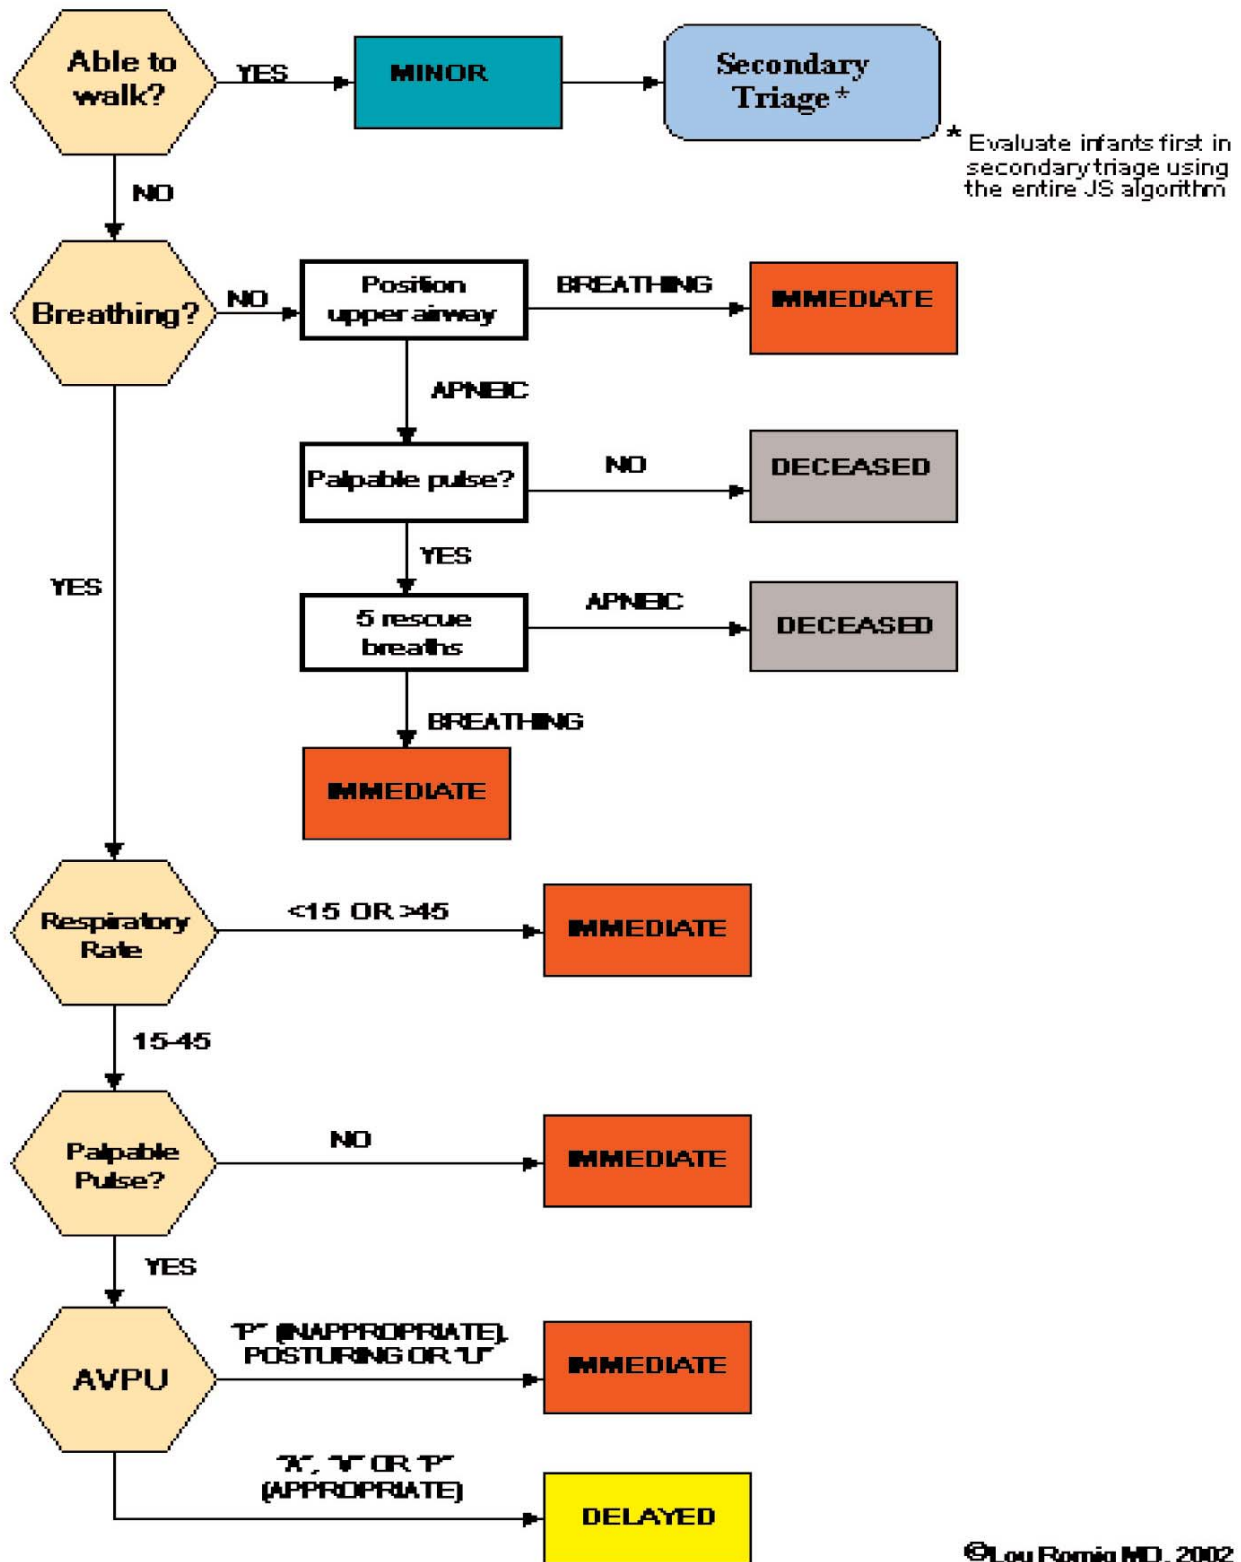 Able to
walk?
YES
MINOR
Secondary
Triage*
* Evaluate infants first in
secondary triage using
the entire JS algorithm
NO
Breathing?
NO
Position
upper airway
BREATHING
IMMEDIATE
APNEIC
Palpable pulse?
NO
DECEASED
YES
YES
5 rescue
breaths
APNEIC
DECEASED
BREATHING
IMMEDIATE
Respiratory
Rate
<15 OR >45
IMMEDIATE
15-45
Palpable
Pulse?
NO
IMMEDIATE
YES
AVPU
"P" (INAPPROPRIATE),
POSTURING OR "U"
IMMEDIATE
"A", "V" OR "P"
(APPROPRIATE)
DELAYED
©Lou Romig MD, 2002